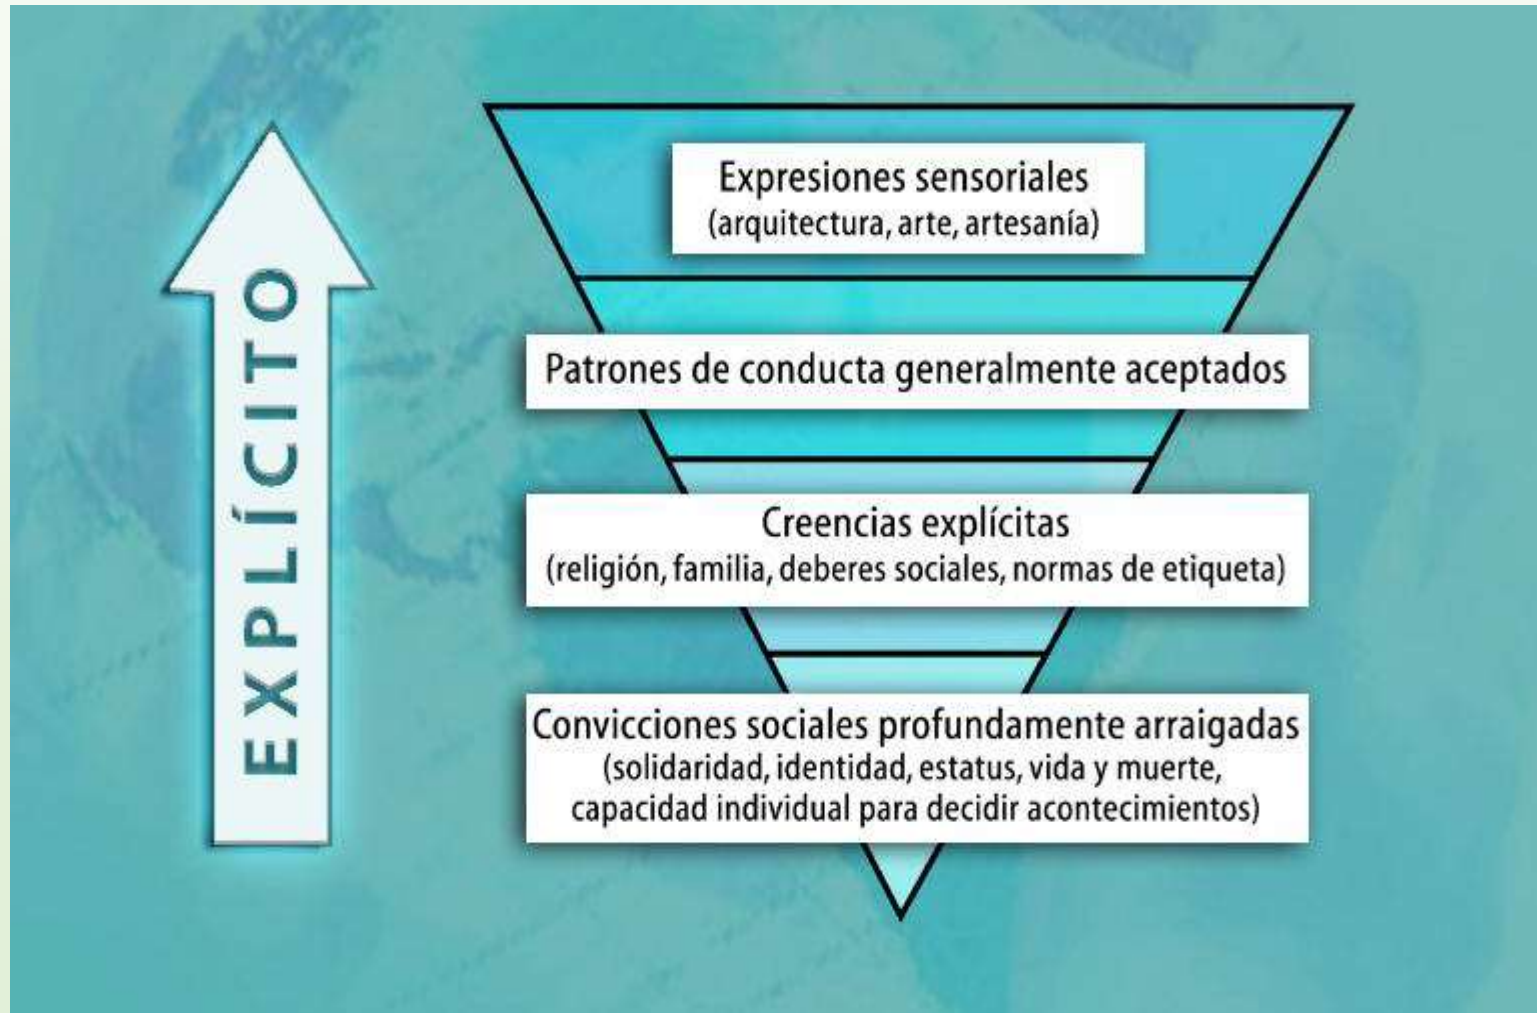 EXPLÍCITO
Expresiones sensoriales
(arquitectura, arte, artesanía)
Patrones de conducta generalmente aceptados
Creencias explícitas
(religión, familia, deberes sociales, normas de etiqueta)
Convicciones sociales profundamente arraigadas
(solidaridad, identidad, estatus, vida y muerte,
capacidad individual para decidir acontecimientos)